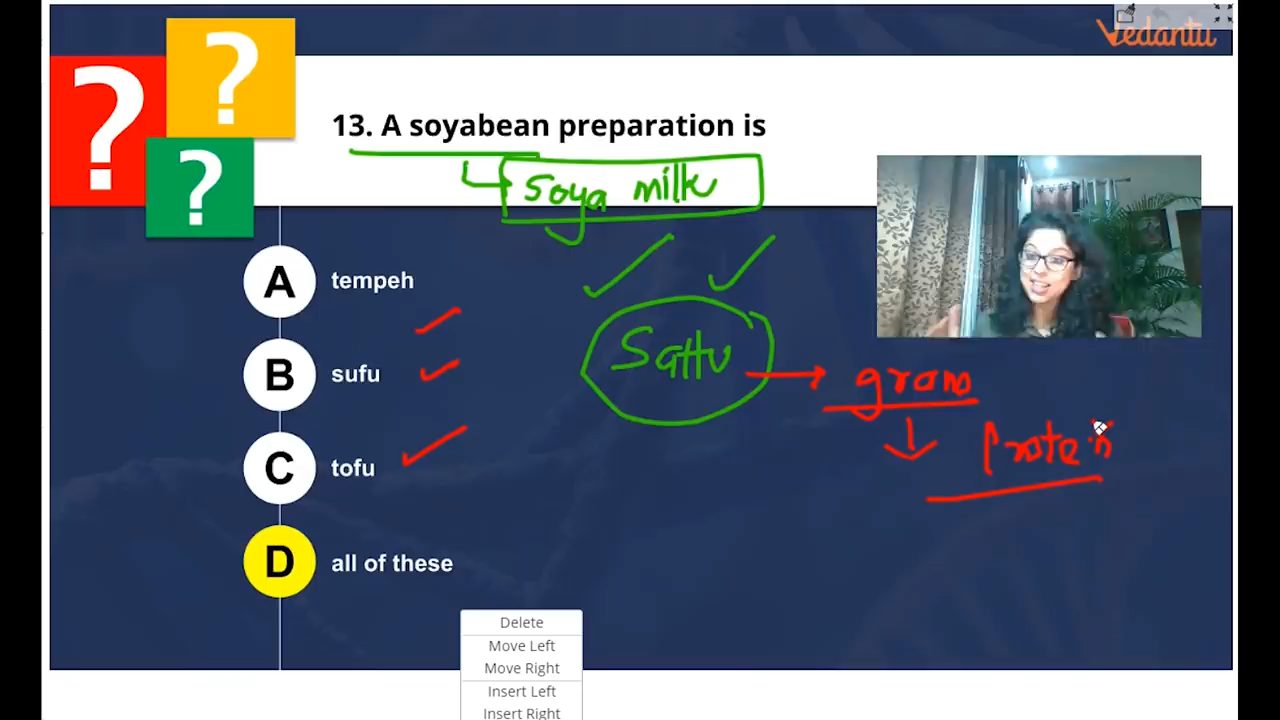 Vedantu
? ? ?
13. A soyabean preparation is
soya milk
A tempeh
B sufu
C tofu
D all of these
Sattu
gram
Protein
Delete
Move Left
Move Right
Insert Left
Insert Right